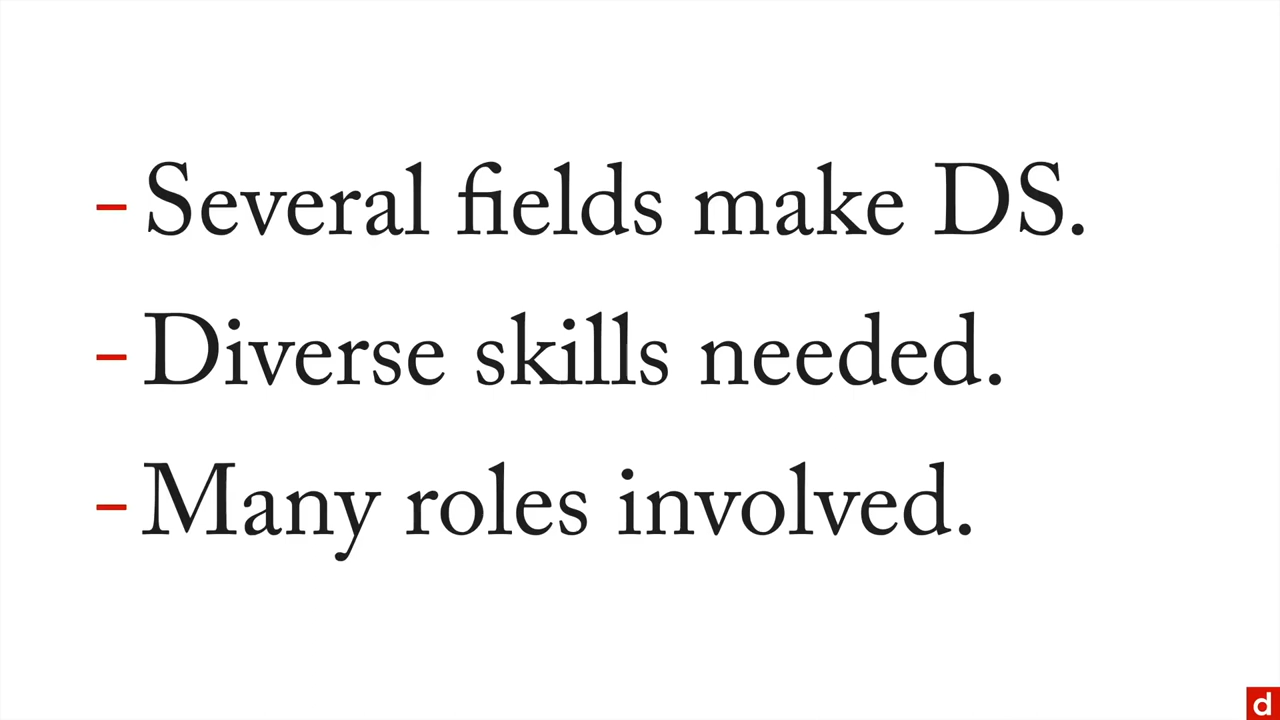 – Several fields make DS.
– Diverse skills needed.
– Many roles involved.
d